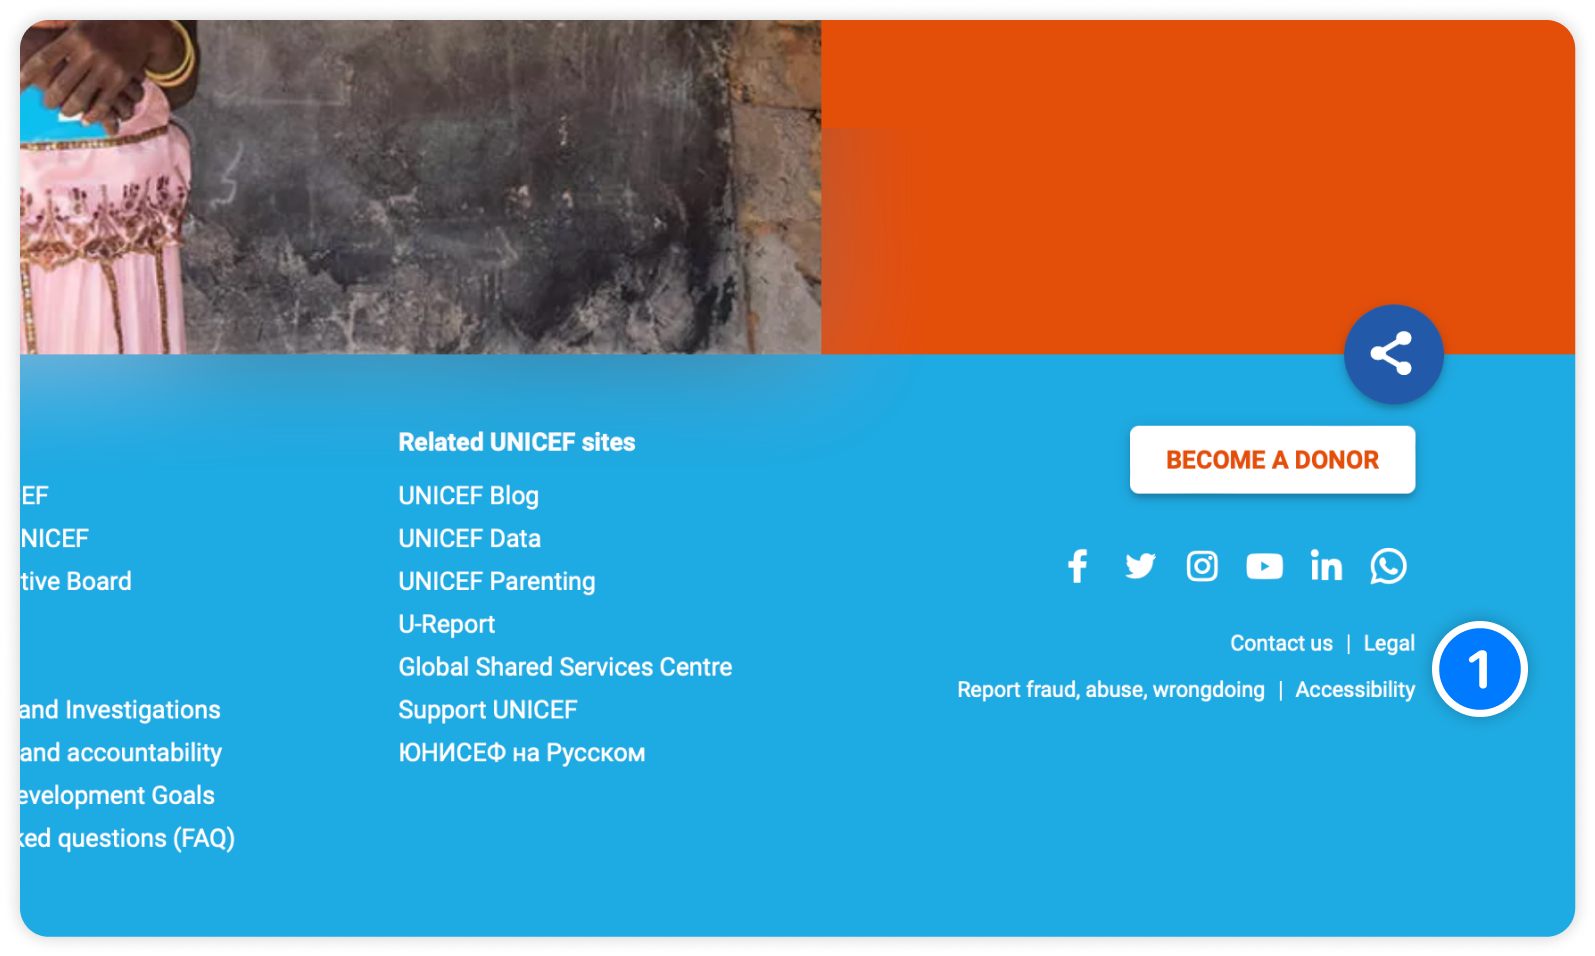 EF
NICEF
tive Board
and Investigations
and accountability
evelopment Goals
ked questions (FAQ)
Related UNICEF sites
UNICEF Blog
UNICEF Data
UNICEF Parenting
U-Report
Global Shared Services Centre
Support UNICEF
ЮНИСЕФ на Русском
BECOME A DONOR
Contact us | Legal
Report fraud, abuse, wrongdoing | Accessibility
1